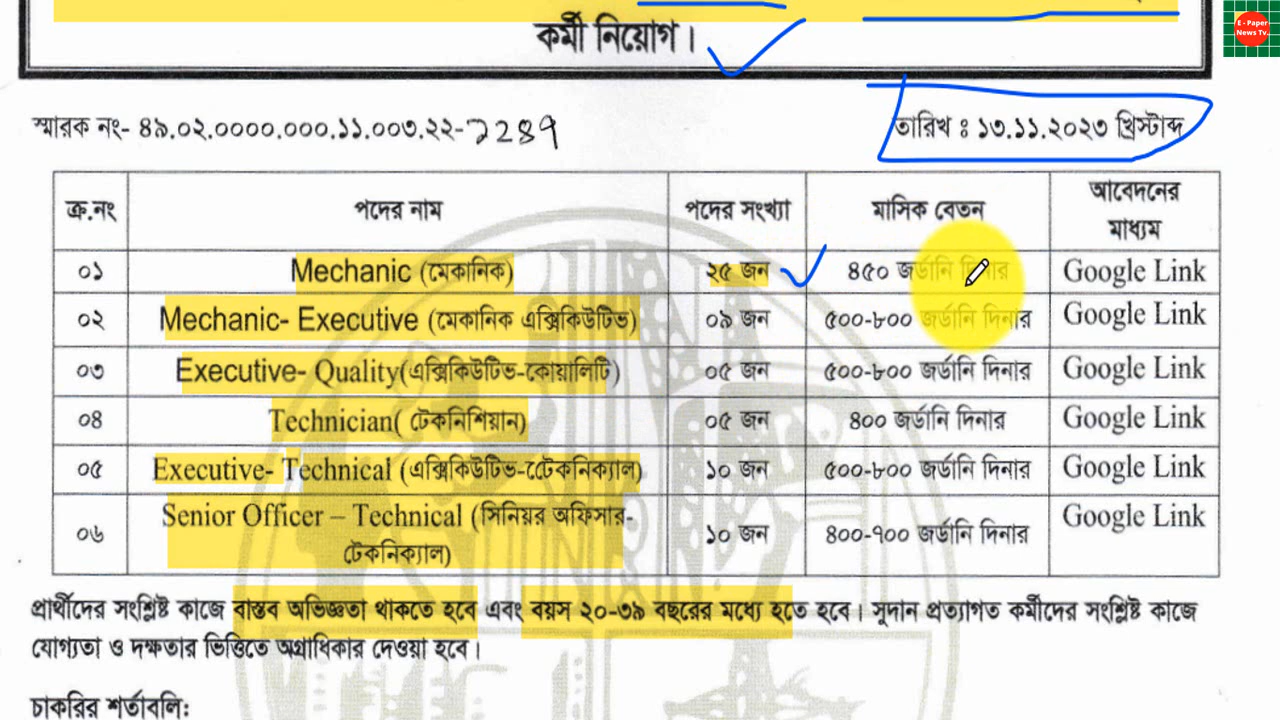 E - Paper
News Tv.
কর্মী নিয়োগ।
স্মারক নং- ৪৯.০২.০০০০.০০০.১১.০০৩.২২-২২৪৭
তারিখ ঃ ১৩.১১.২০২৩ খ্রিস্টাব্দ
ক্র.নং পদের নাম পদের সংখ্যা মাসিক বেতন আবেদনের মাধ্যম
০১ Mechanic (মেকানিক) ২৫ জন ৪৫০ জর্ডানি দিনার Google Link
০২ Mechanic- Executive (মেকানিক এক্সিকিউটিভ) ০৯ জন ৫০০-৮০০ জর্ডানি দিনার Google Link
০৩ Executive- Quality(এক্সিকিউটিভ-কোয়ালিটি) ০৫ জন ৫০০-৮০০ জর্ডানি দিনার Google Link
০৪ Technician( টেকনিশিয়ান) ০৫ জন ৪০০ জর্ডানি দিনার Google Link
০৫ Executive- Technical (এক্সিকিউটিভ-টেকনিক্যাল) ১০ জন ৫০০-৮০০ জর্ডানি দিনার Google Link
০৬ Senior Officer – Technical (সিনিয়র অফিসার-টেকনিক্যাল) ১০ জন ৪০০-৭০০ জর্ডানি দিনার Google Link
প্রার্থীদের সংশ্লিষ্ট কাজে বাস্তব অভিজ্ঞতা থাকতে হবে এবং বয়স ২০-৩৯ বছরের মধ্যে হতে হবে। সুদান প্রত্যাগত কর্মীদের সংশ্লিষ্ট কাজে
যোগ্যতা ও দক্ষতার ভিত্তিতে অগ্রাধিকার দেওয়া হবে।
চাকরির শর্তাবলি: